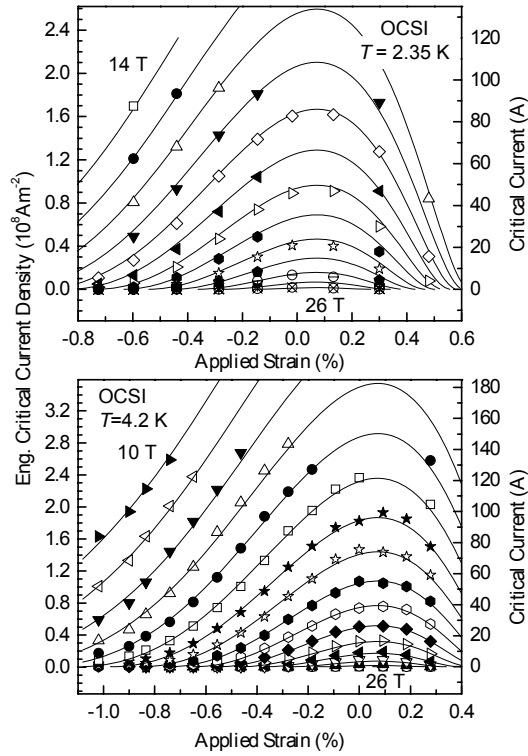 OCSI
T = 2.35 K
14 T
26 T
2.4
2.0
1.6
1.2
0.8
0.4
0.0
120
100
80
60
40
20
0
-0.8 -0.6 -0.4 -0.2 0.0 0.2 0.4 0.6
Applied Strain (%)
Critical Current (A)
Eng. Critical Current Density (10⁸Am⁻²)
OCSI
T=4.2 K
10 T
26 T
3.2
2.8
2.4
2.0
1.6
1.2
0.8
0.4
0.0
180
160
140
120
100
80
60
40
20
0
-1.0 -0.8 -0.6 -0.4 -0.2 0.0 0.2 0.4
Applied Strain (%)
Critical Current (A)